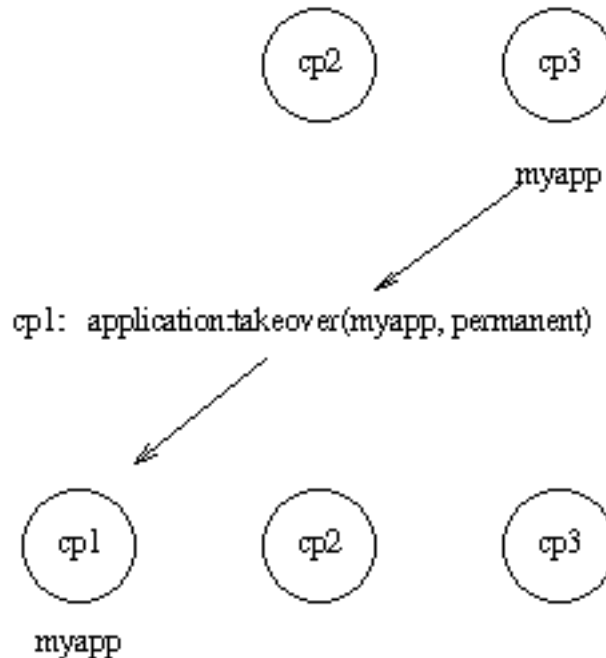 cp2 cp3
myapp
cp1: application:takeover(myapp, permanent)
cp1 cp2 cp3
myapp